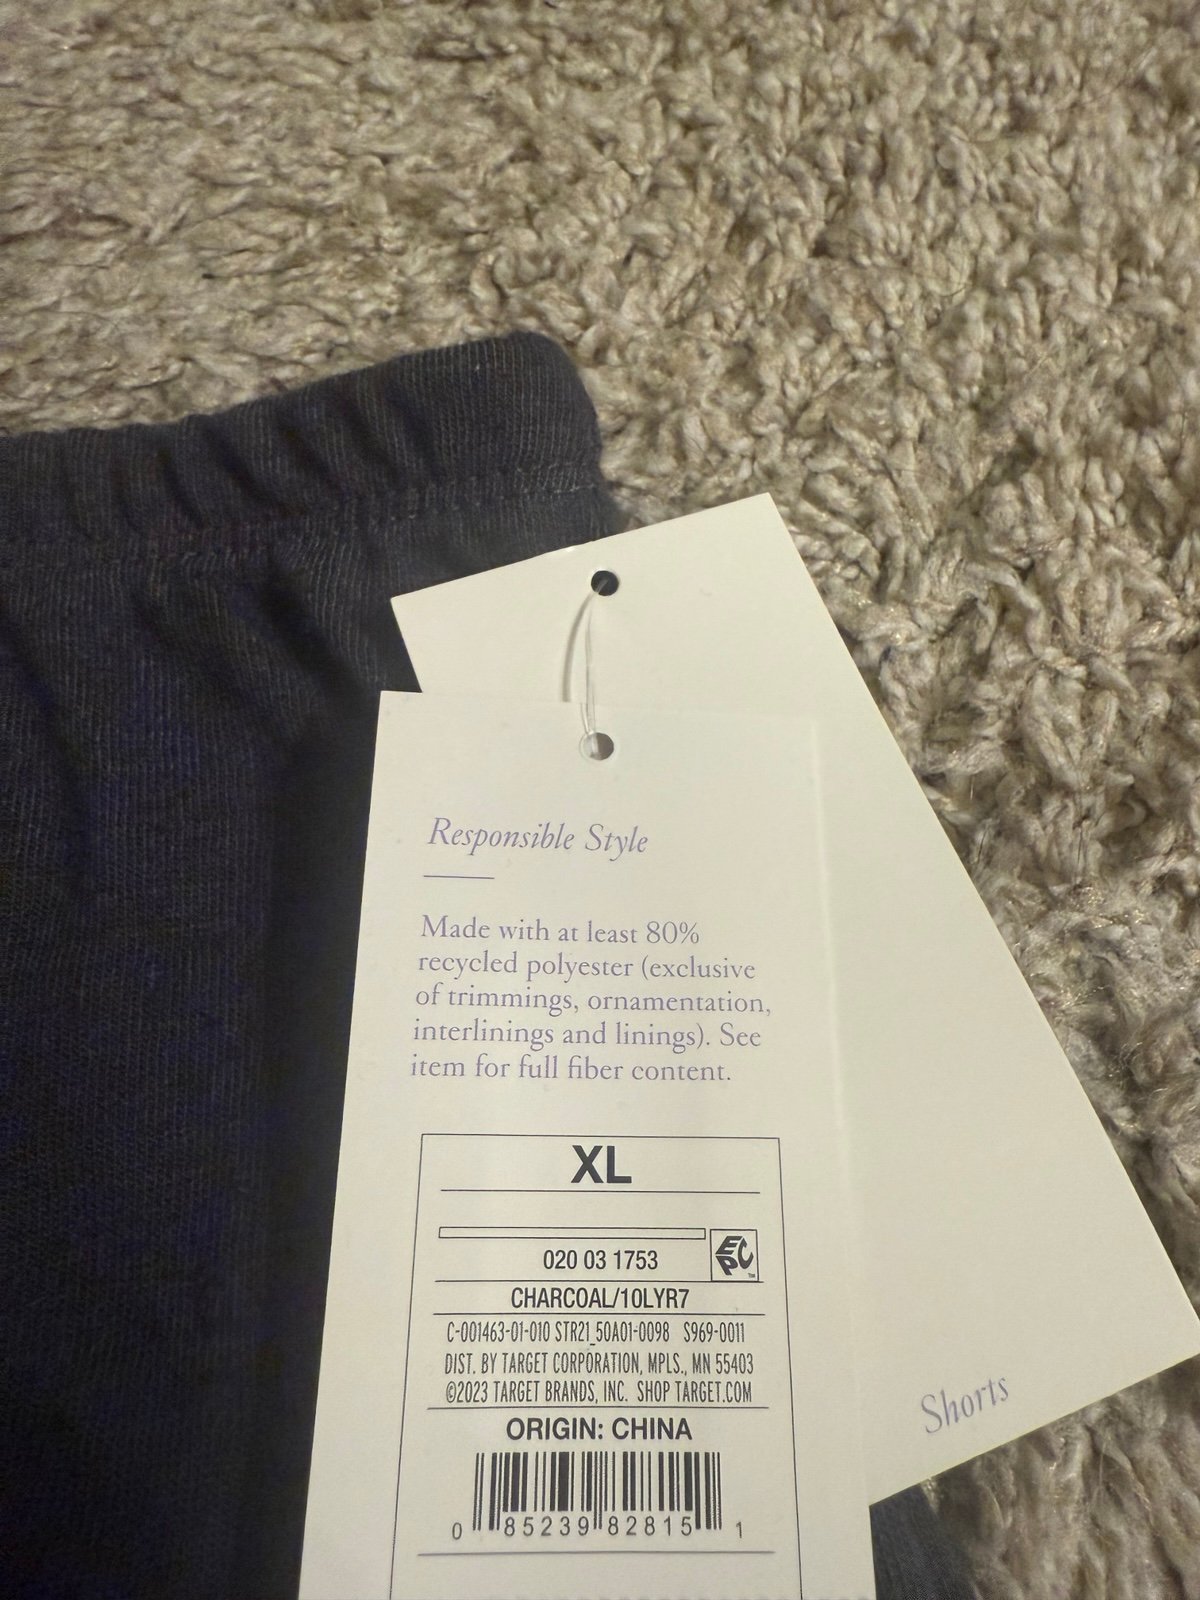 Responsible Style
Made with at least 80%
recycled polyester (exclusive
of trimmings, ornamentation,
interlinings and linings). See
item for full fiber content.
XL
EPC
TM
020 03 1753
CHARCOAL/10LYR7
C-001463-01-010 STR21_50A01-0098 S969-0011
DIST. BY TARGET CORPORATION, MPLS., MN 55403
©2023 TARGET BRANDS, INC. SHOP TARGET.COM
ORIGIN: CHINA
0 85239 82815 1
Shorts